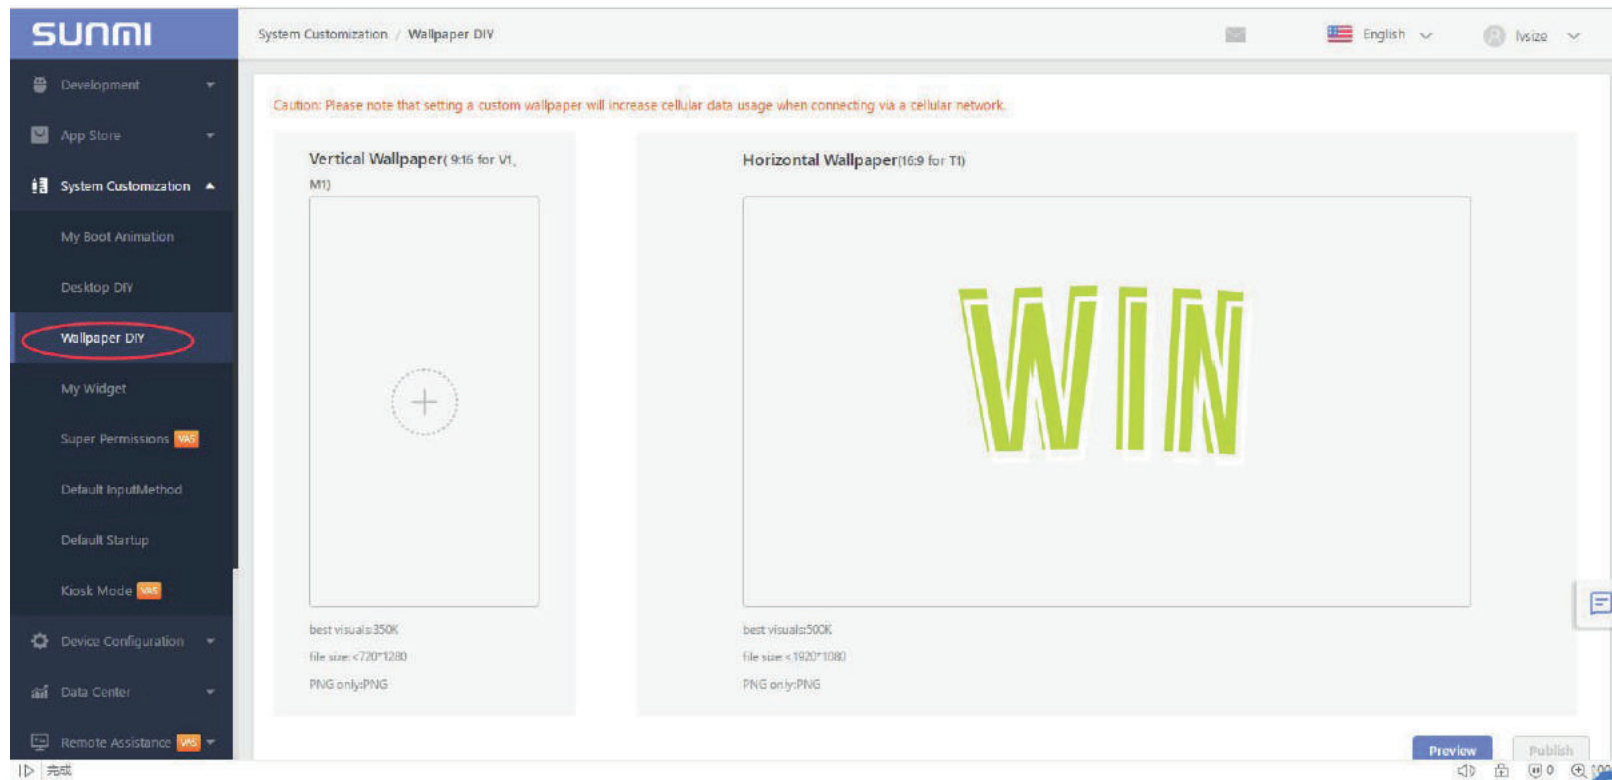 SUNMI
System Customization / Wallpaper DIY
English
lvsize
Development
App Store
System Customization
My Boot Animation
Desktop DIY
Wallpaper DIY
My Widget
Super Permissions VAS
Default InputMethod
Default Startup
Kiosk Mode VAS
Device Configuration
Data Center
Remote Assistance VAS
Caution: Please note that setting a custom wallpaper will increase cellular data usage when connecting via a cellular network.
Vertical Wallpaper( 9:16 for V1,
M1)
best visuals:350K
file size:<720*1280
PNG only:PNG
Horizontal Wallpaper(16:9 for T1)
WIN
best visuals:500K
file size:<1920*1080
PNG only:PNG
Preview
Publish
完成
0